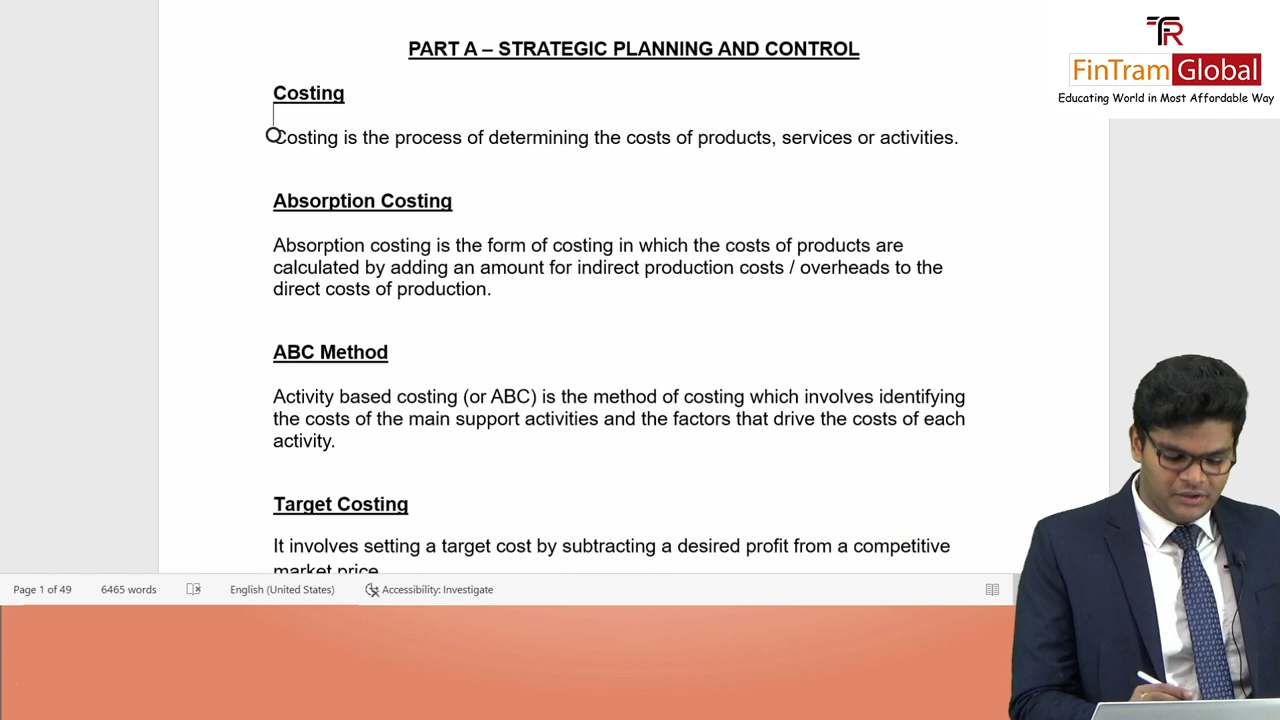 PART A – STRATEGIC PLANNING AND CONTROL
TR
FinTram Global
Educating World in Most Affordable Way
Costing
Costing is the process of determining the costs of products, services or activities.
Absorption Costing
Absorption costing is the form of costing in which the costs of products are
calculated by adding an amount for indirect production costs / overheads to the
direct costs of production.
ABC Method
Activity based costing (or ABC) is the method of costing which involves identifying
the costs of the main support activities and the factors that drive the costs of each
activity.
Target Costing
It involves setting a target cost by subtracting a desired profit from a competitive
market price
Page 1 of 49 6465 words English (United States) Accessibility: Investigate